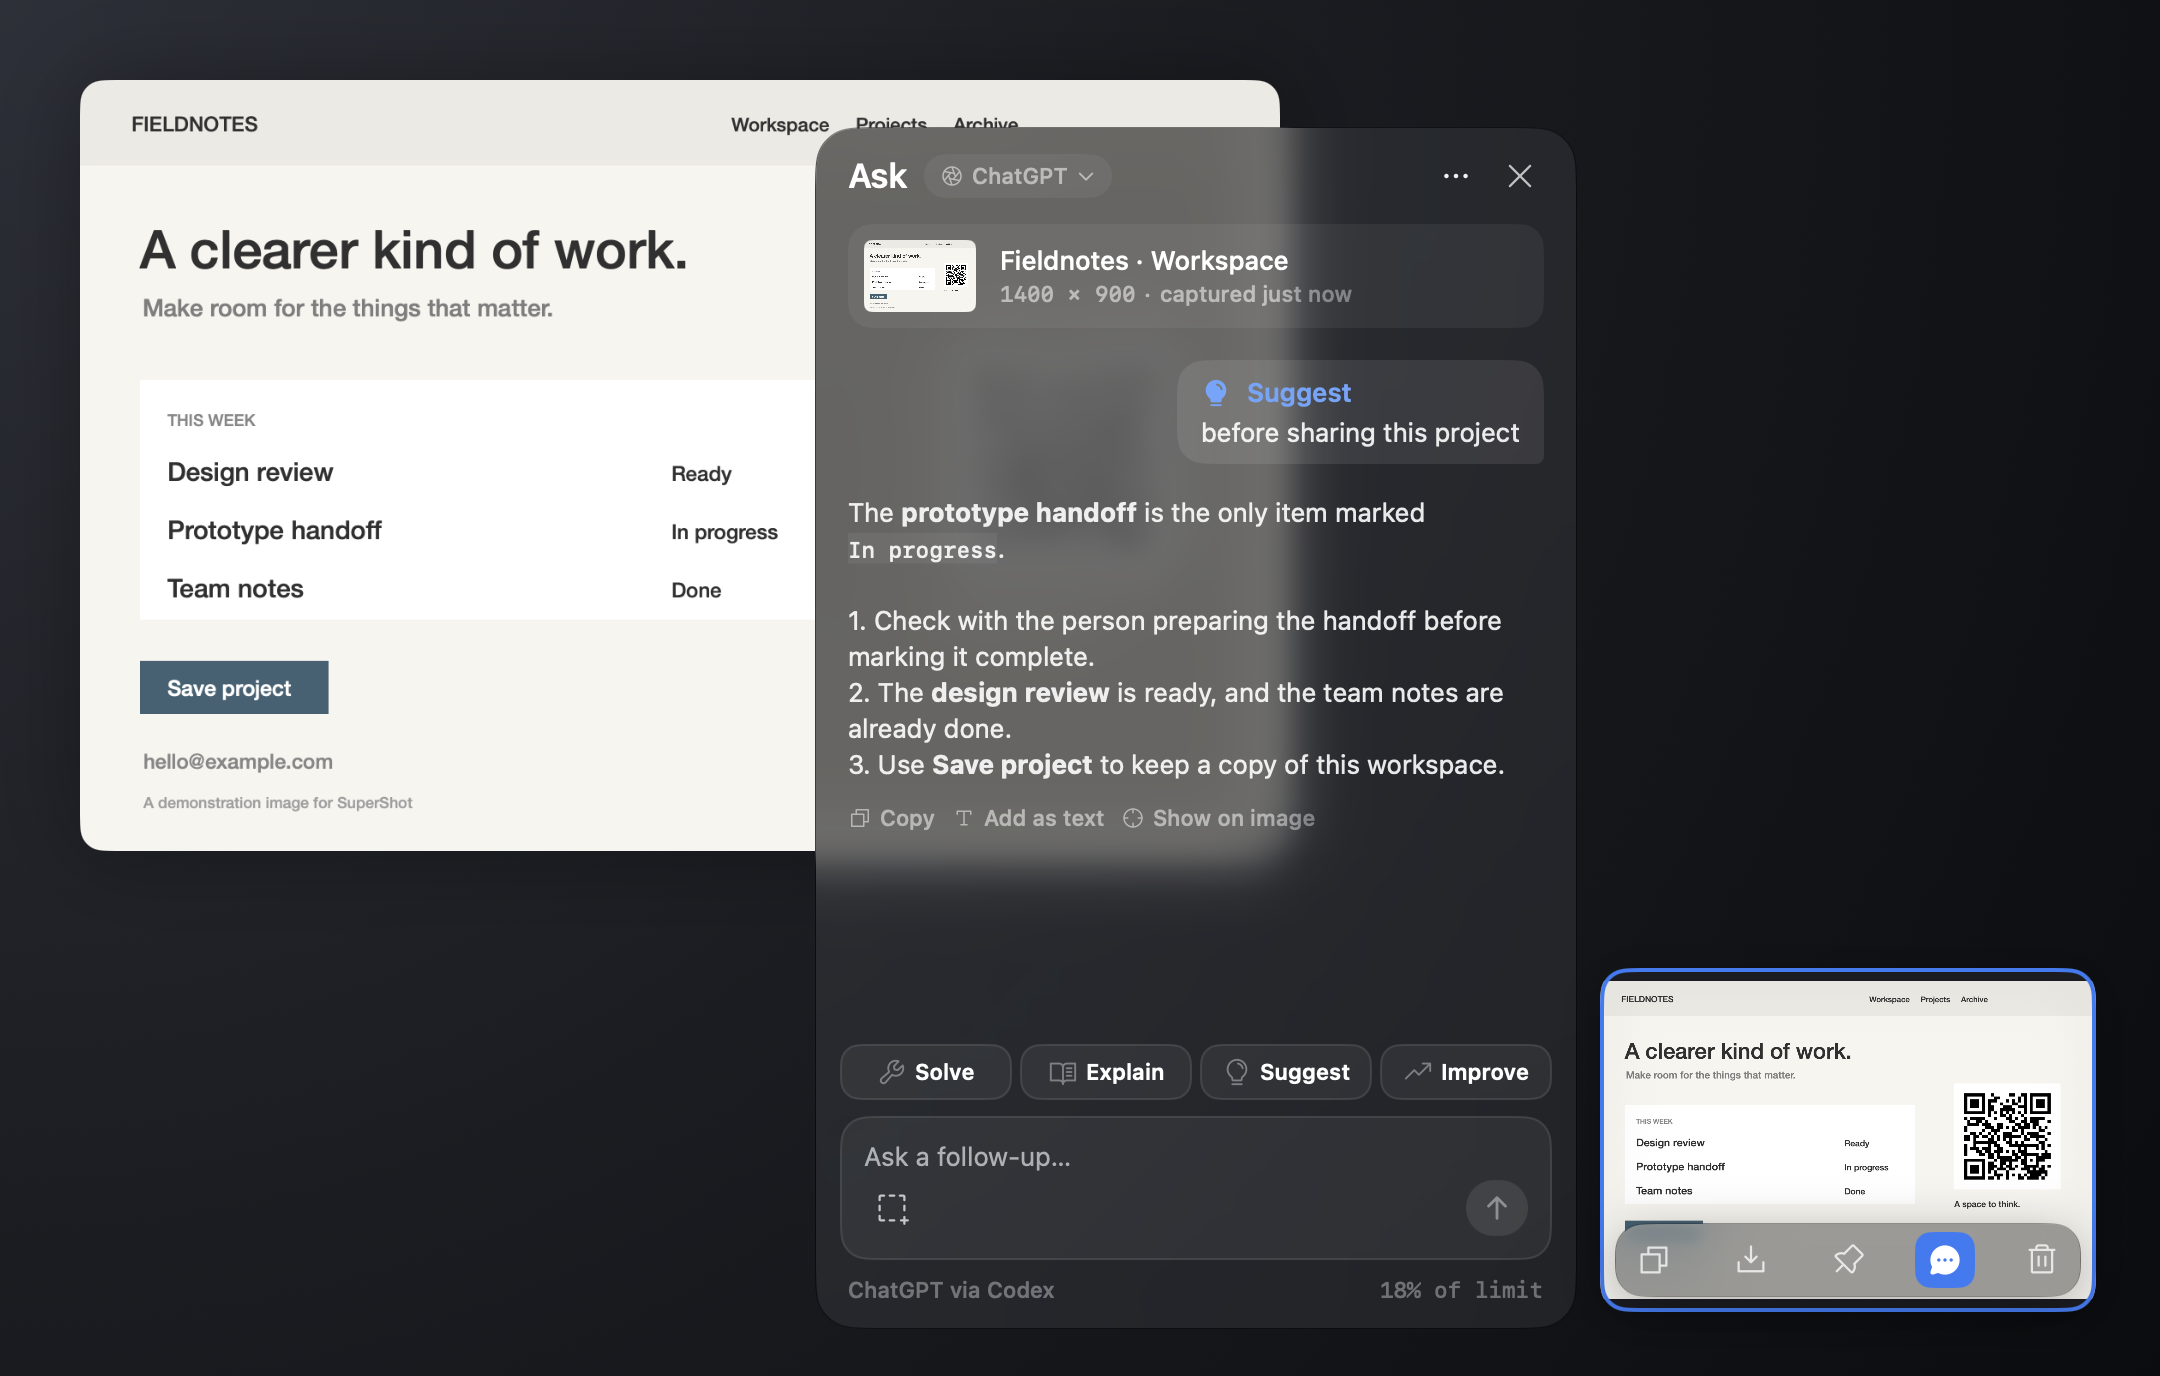 FIELDNOTES
Workspace Projects Archive
A clearer kind of work.
Make room for the things that matter.
THIS WEEK
Design review Ready
Prototype handoff In progress
Team notes Done
Save project
hello@example.com
A demonstration image for SuperShot
Ask ChatGPT
Fieldnotes · Workspace
1400 × 900 · captured just now
Suggest
before sharing this project
The prototype handoff is the only item marked
In progress.
1. Check with the person preparing the handoff before
marking it complete.
2. The design review is ready, and the team notes are
already done.
3. Use Save project to keep a copy of this workspace.
Copy Add as text Show on image
Solve Explain Suggest Improve
Ask a follow-up...
ChatGPT via Codex 18% of limit
FIELDNOTES Workspace Projects Archive
A clearer kind of work.
Make room for the things that matter.
THIS WEEK
Design review Ready
Prototype handoff In progress
Team notes Done
A space to think.